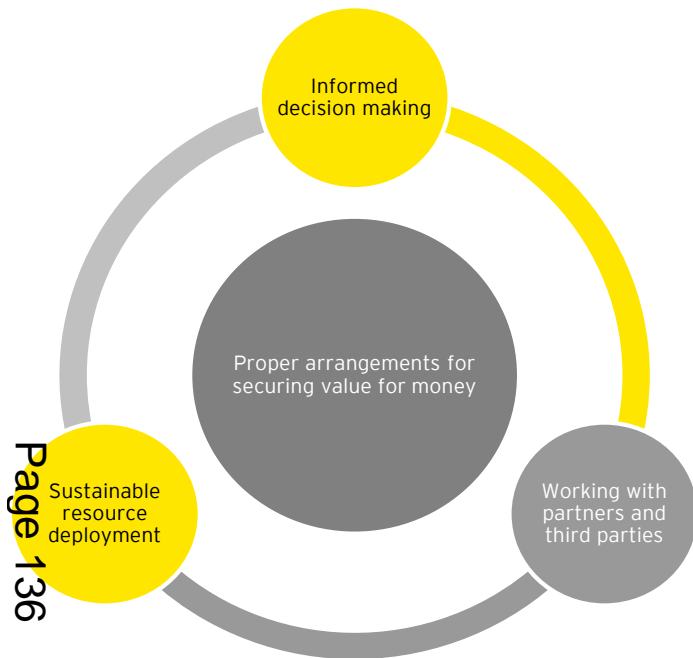 Informed
decision making
Proper arrangements for
securing value for money
Sustainable
resource
deployment
Working with
partners and
third parties
Page 136